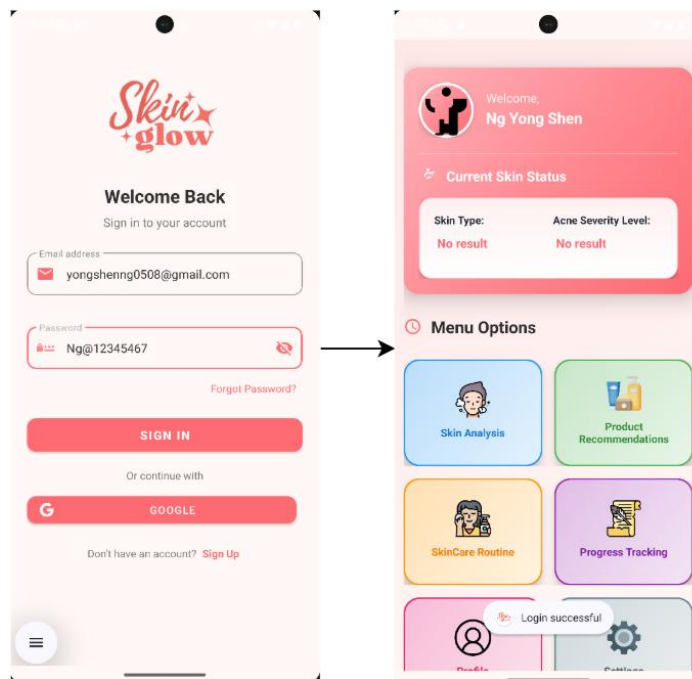 Skin
glow
Welcome Back
Sign in to your account
Email address
yongshenng0508@gmail.com
Password
Ng@12345467
Forgot Password?
SIGN IN
Or continue with
G
GOOGLE
Don't have an account? Sign Up
Welcome,
Ng Yong Shen
Current Skin Status
Skin Type:
Acne Severity Level:
No result
No result
Menu Options
Skin Analysis
Product
Recommendations
SkinCare Routine
Progress Tracking
Login successful
Profile
Settings